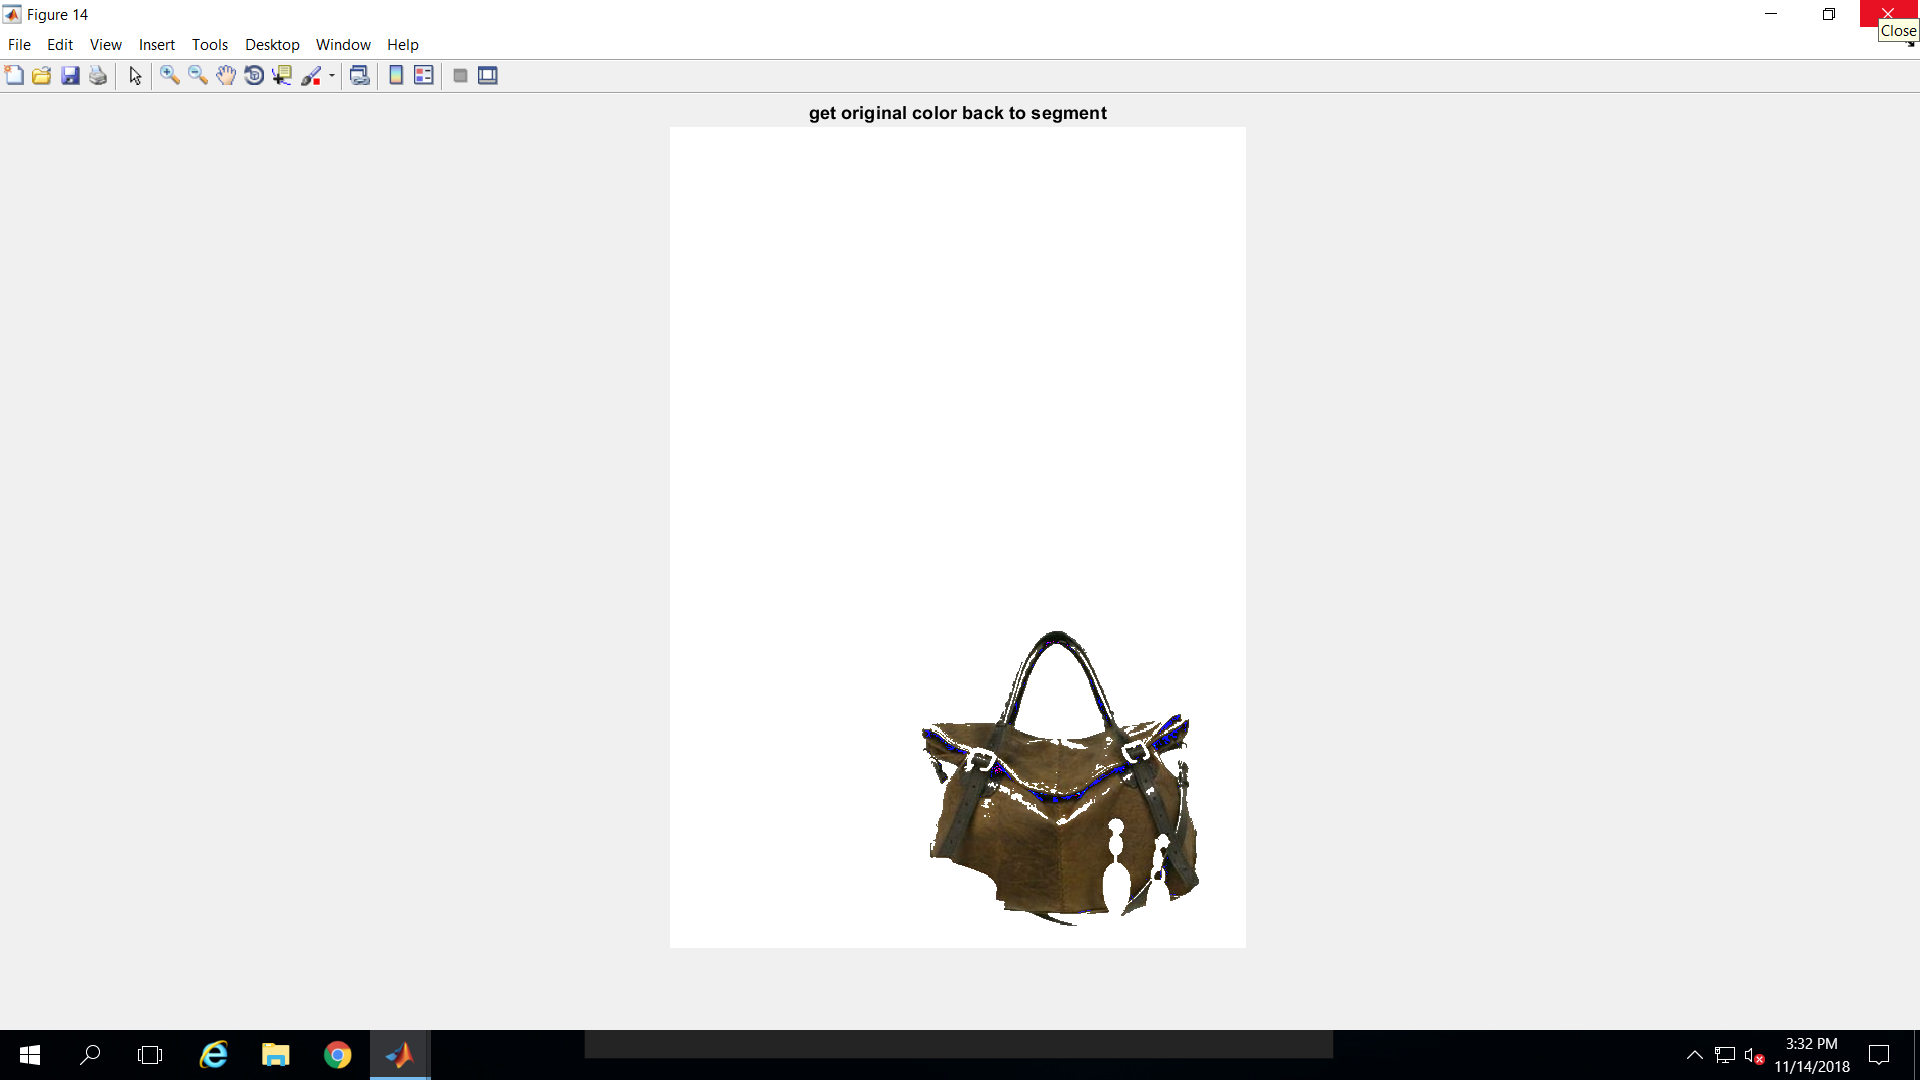 Figure 14
Close
File Edit View Insert Tools Desktop Window Help
get original color back to segment
3:32 PM
11/14/2018